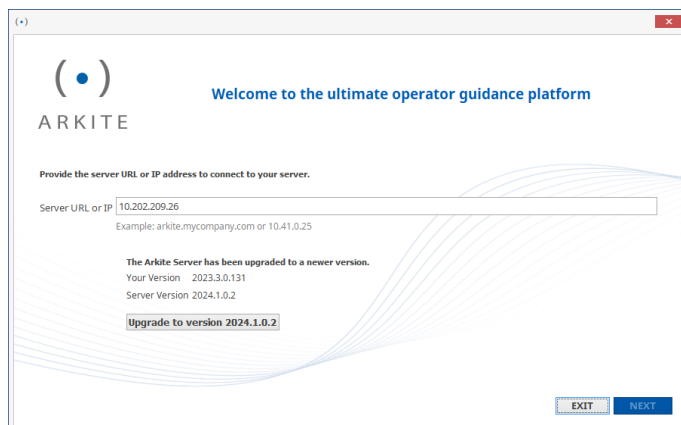 (•)
(•)
ARKITE
Welcome to the ultimate operator guidance platform
Provide the server URL or IP address to connect to your server.
Server URL or IP 10.202.209.26
Example: arkite.mycompany.com or 10.41.0.25
The Arkite Server has been upgraded to a newer version.
Your Version 2023.3.0.131
Server Version 2024.1.0.2
Upgrade to version 2024.1.0.2
EXIT NEXT